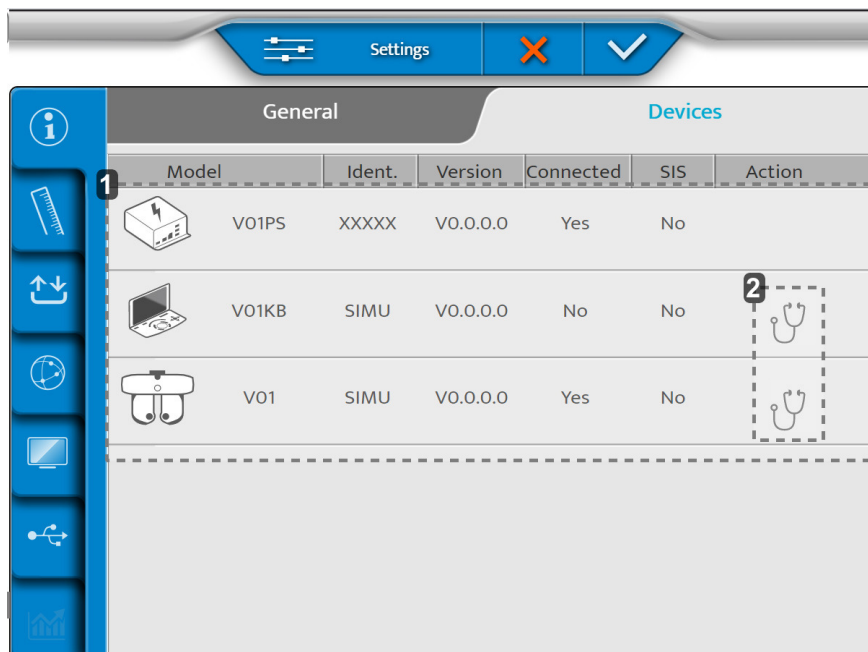 Settings
General Devices
Model Ident. Version Connected SIS Action
1
V01PS XXXXX V0.0.0.0 Yes No
2
V01KB SIMU V0.0.0.0 No No
V01 SIMU V0.0.0.0 Yes No